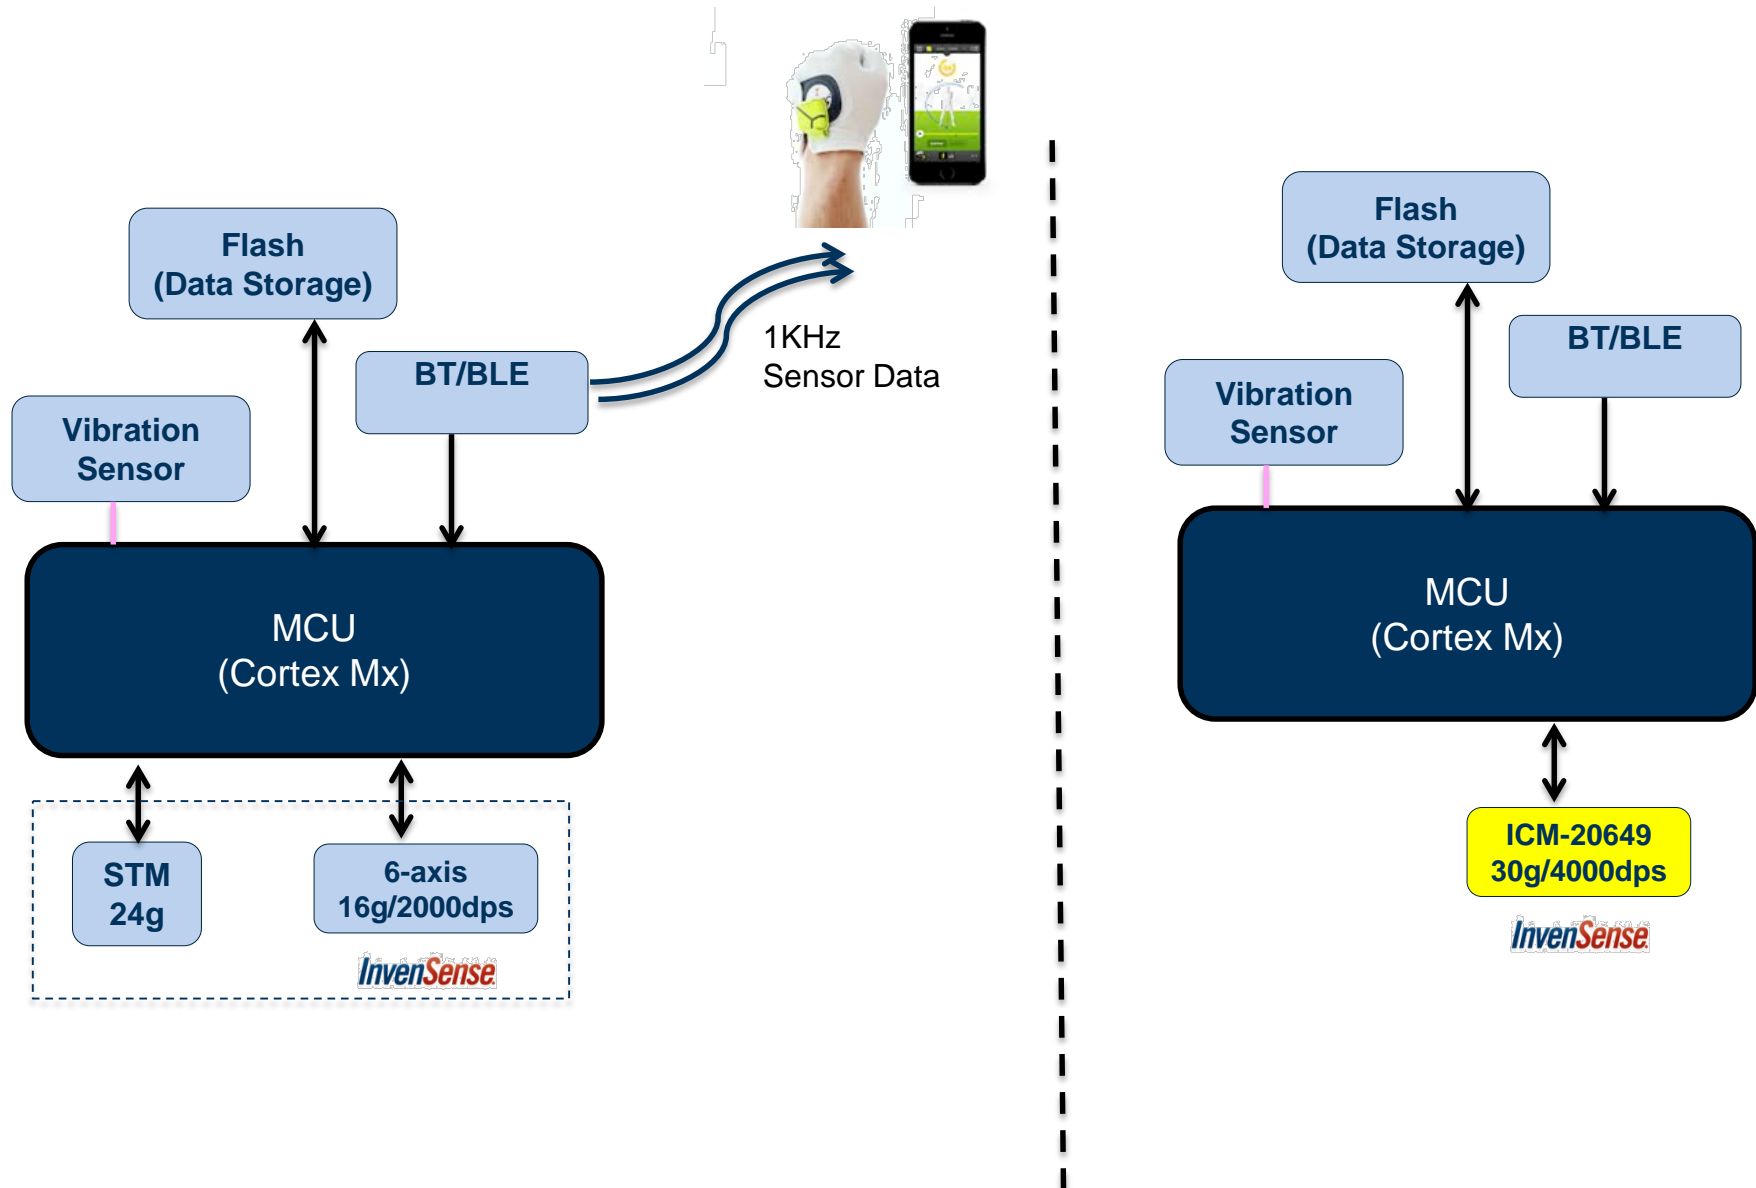 Flash
(Data Storage)
BT/BLE
1KHz
Sensor Data
Vibration
Sensor
MCU
(Cortex Mx)
STM
24g
6-axis
16g/2000dps
InvenSense
Flash
(Data Storage)
BT/BLE
Vibration
Sensor
MCU
(Cortex Mx)
ICM-20649
30g/4000dps
InvenSense